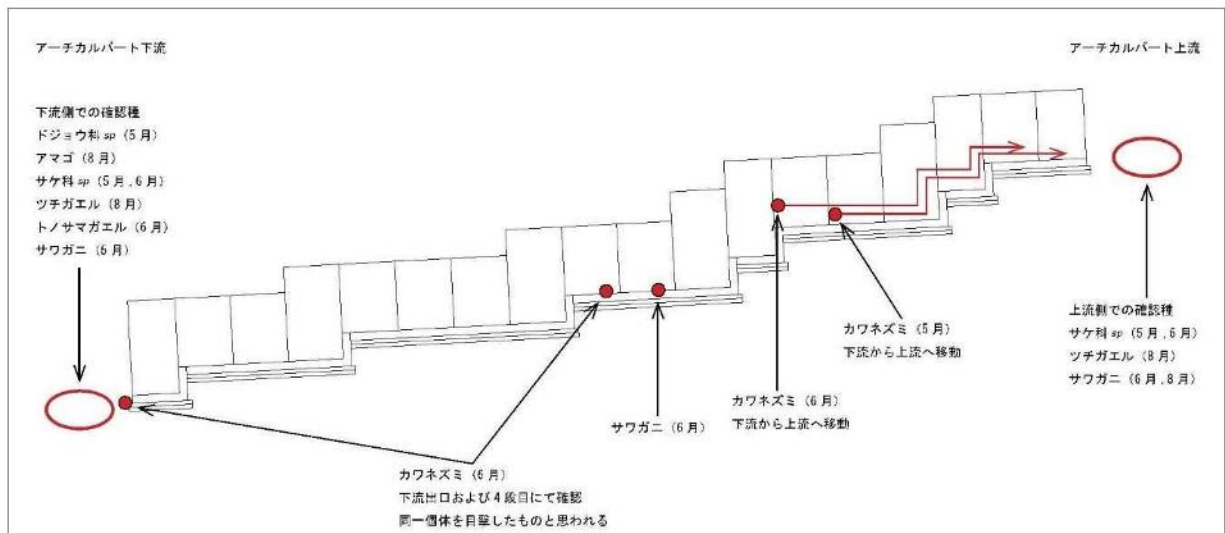 アーチカルバート下流
アーチカルバート上流
下流側での確認種
ドジョウ科sp（5月）
アマゴ（8月）
サケ科sp（5月,6月）
ツチガエル（8月）
トノサマガエル（6月）
サワガニ（6月）
カワネズミ（5月）
下流から上流へ移動
上流側での確認種
サケ科sp（5月,6月）
ツチガエル（8月）
サワガニ（6月,8月）
カワネズミ（6月）
下流から上流へ移動
サワガニ（6月）
カワネズミ（6月）
下流出口および4段目にて確認
同一個体を目撃したものと思われる